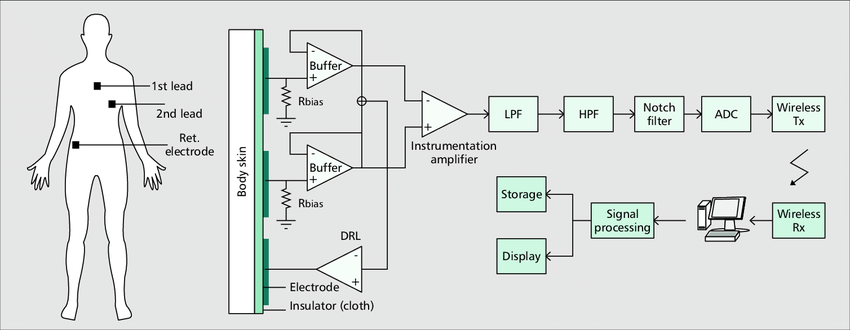 1st lead
2nd lead
Ret.
electrode
Body skin
-
Buffer
+
Rbias
-
Buffer
+
Rbias
DRL
-
+
Electrode
Insulator (cloth)
-
+
Instrumentation
amplifier
LPF
HPF
Notch
filter
ADC
Wireless
Tx
Storage
Display
Signal
processing
Wireless
Rx